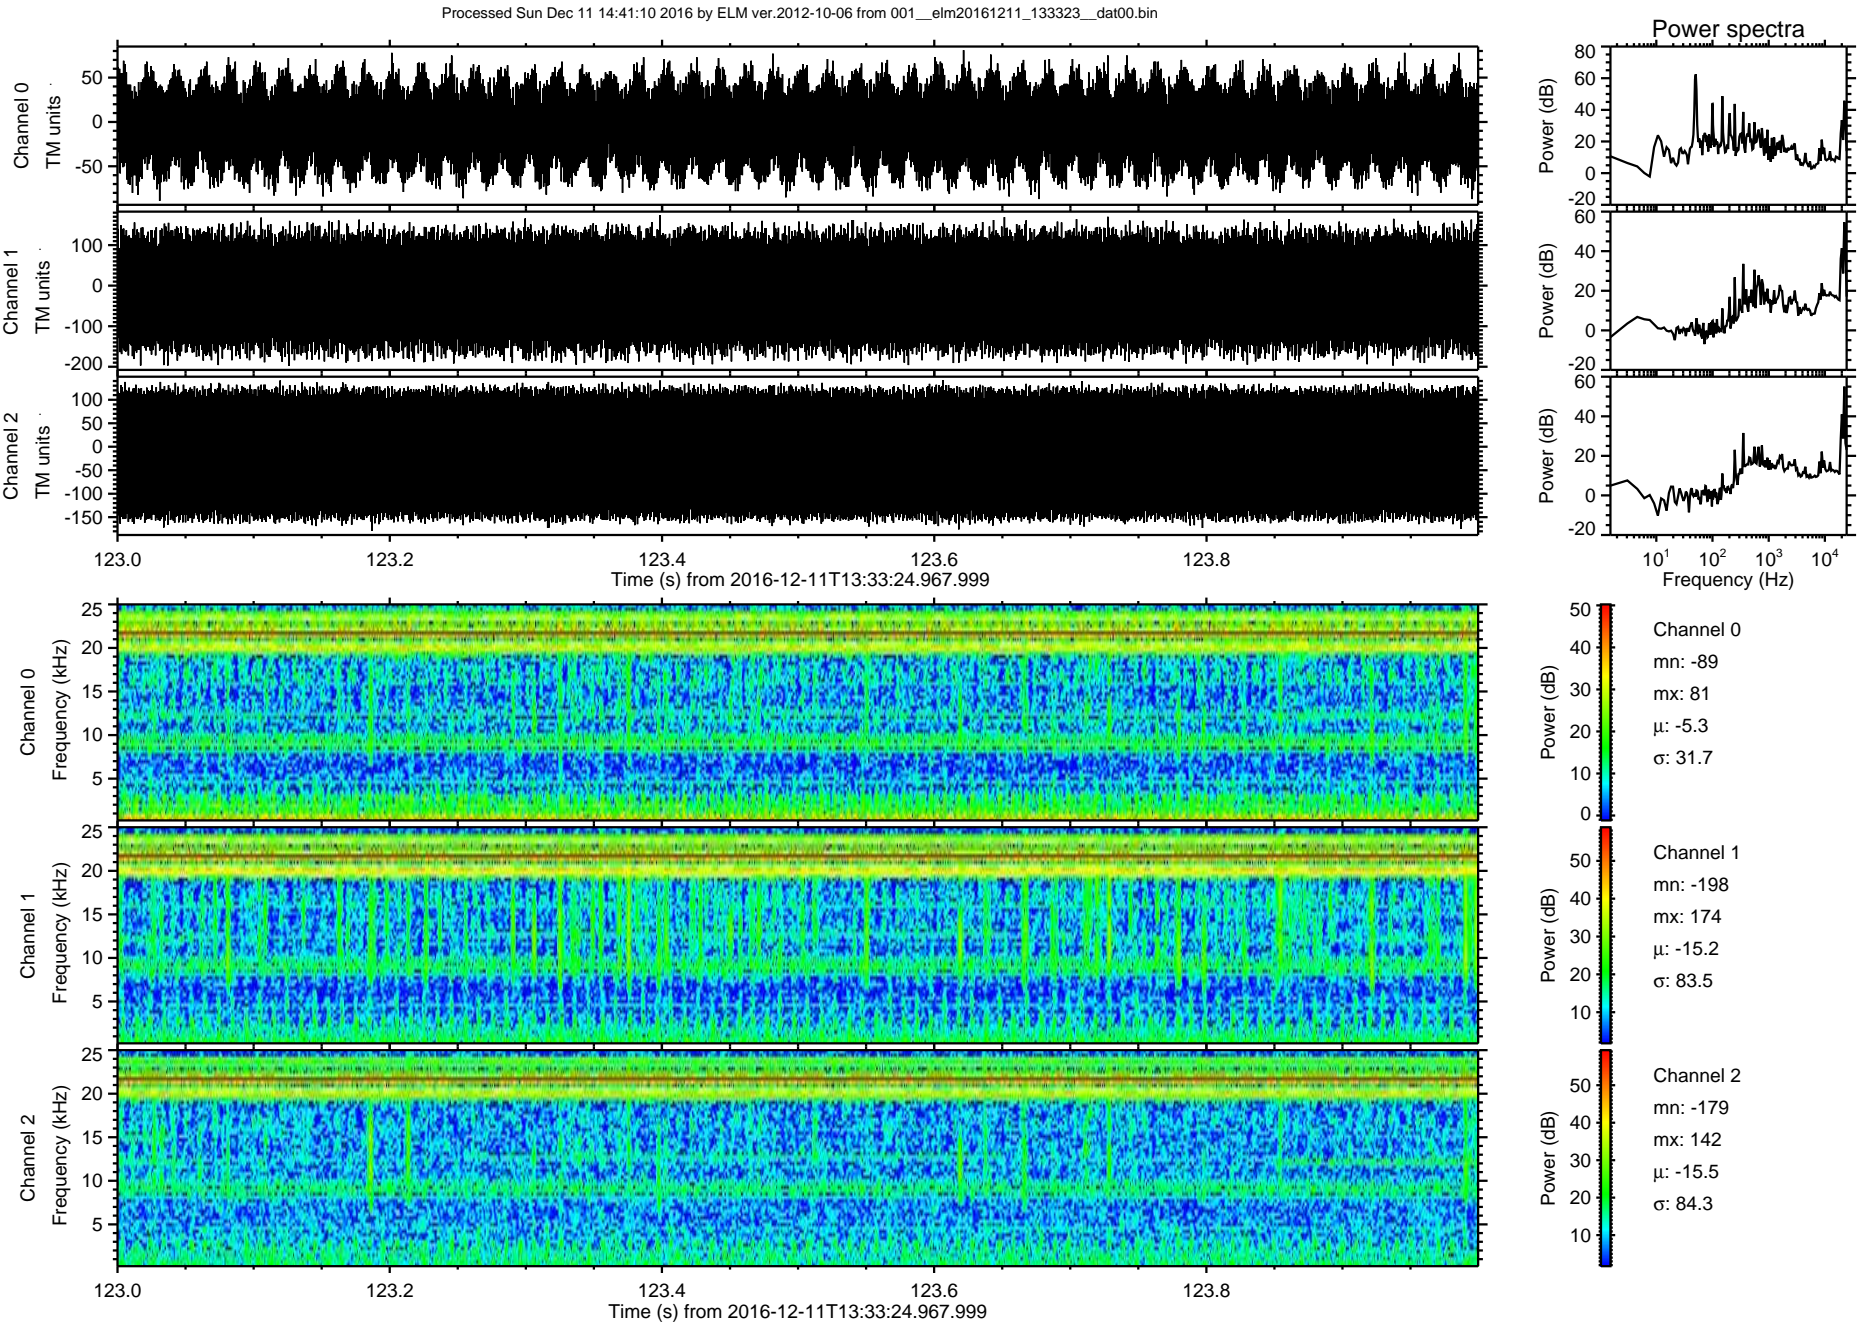 Processed Sun Dec 11 14:41:10 2016 by ELM ver.2012-10-06 from 001__elm20161211_133323__dat00.bin
Power spectra
Channel 0
TM units
50
0
-50
Power (dB)
80
60
40
20
0
-20
Channel 1
TM units
100
0
-100
-200
Power (dB)
60
40
20
0
-20
Channel 2
TM units
100
50
0
-50
-100
-150
Power (dB)
60
40
20
0
-20
123.0 123.2 123.4 123.6 123.8
Time (s) from 2016-12-11T13:33:24.967.999
10^1 10^2 10^3 10^4
Frequency (Hz)
Channel 0
Frequency (kHz)
25
20
15
10
5
Power (dB)
50
40
30
20
10
0
Channel 0
mn: -89
mx: 81
μ: -5.3
σ: 31.7
Channel 1
Frequency (kHz)
25
20
15
10
5
Power (dB)
50
40
30
20
10
Channel 1
mn: -198
mx: 174
μ: -15.2
σ: 83.5
Channel 2
Frequency (kHz)
25
20
15
10
5
Power (dB)
50
40
30
20
10
Channel 2
mn: -179
mx: 142
μ: -15.5
σ: 84.3
123.0 123.2 123.4 123.6 123.8
Time (s) from 2016-12-11T13:33:24.967.999